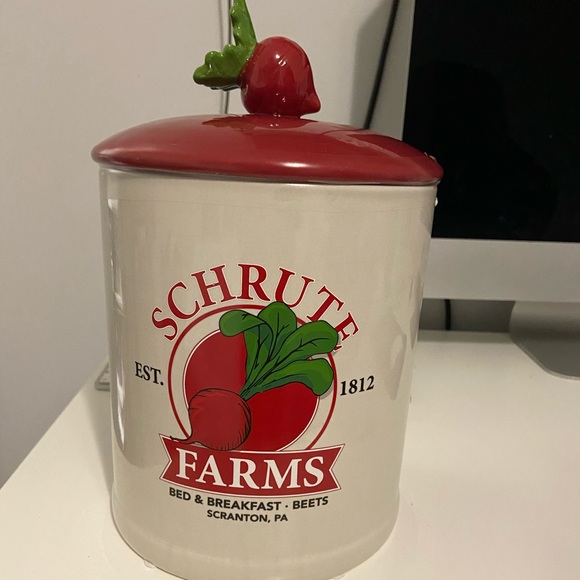 SCHRUTE
EST. 1812
FARMS
BED & BREAKFAST · BEETS
SCRANTON, PA